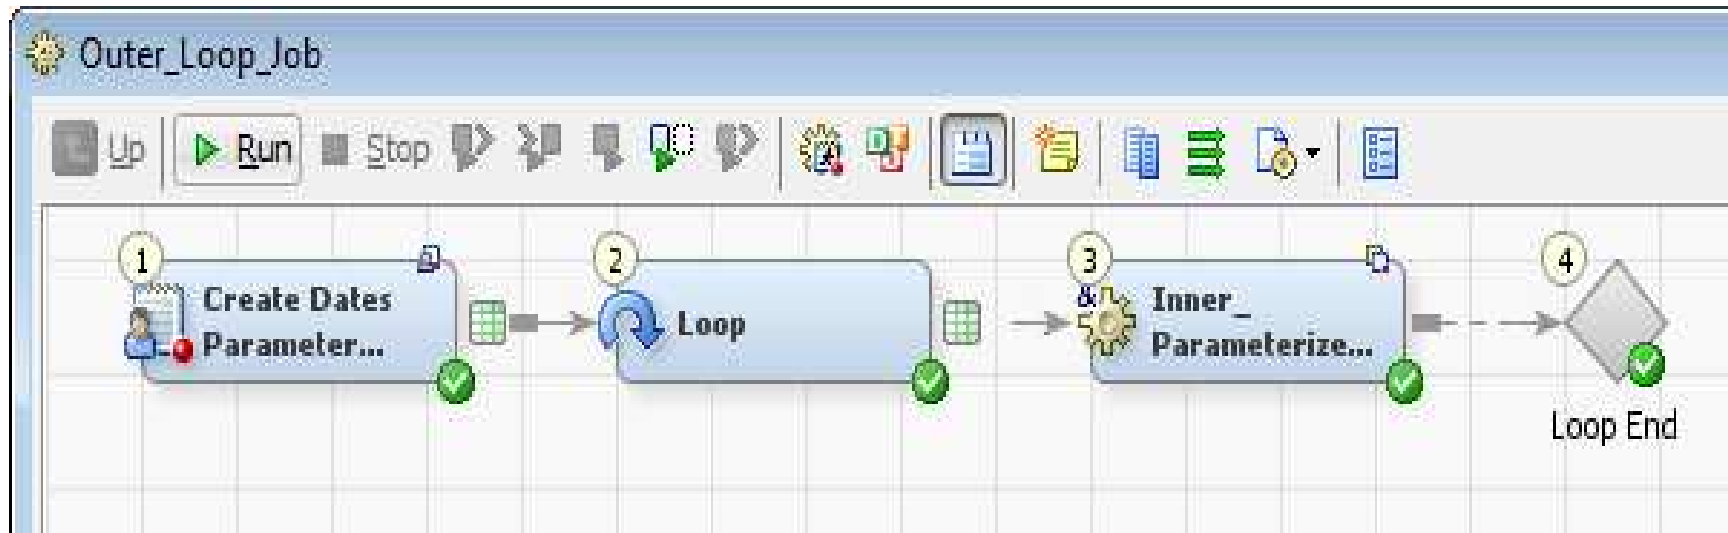 Outer_Loop_Job
Up Run Stop
1
Create Dates
Parameter...
2
Loop
3
&
Inner_
Parameterize...
4
Loop End